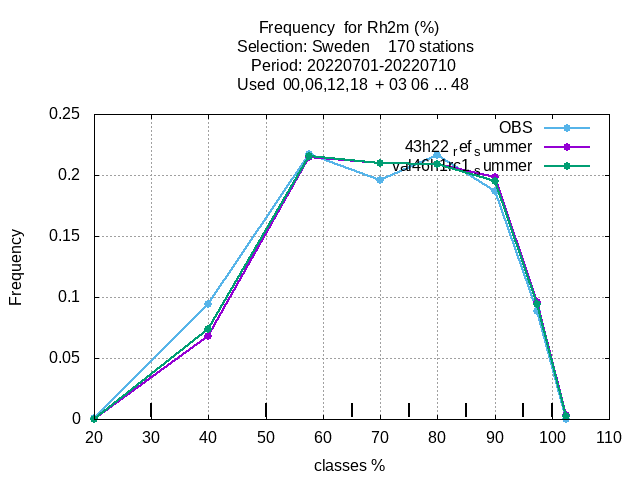 Frequency for Rh2m (%)
Selection: Sweden 170 stations
Period: 20220701-20220710
Used 00,06,12,18 + 03 06 ... 48
0.25
0.2
0.15
0.1
0.05
0
Frequency
OBS
43h22 ref summer
val46h1rc1 summer
20 30 40 50 60 70 80 90 100 110
classes %